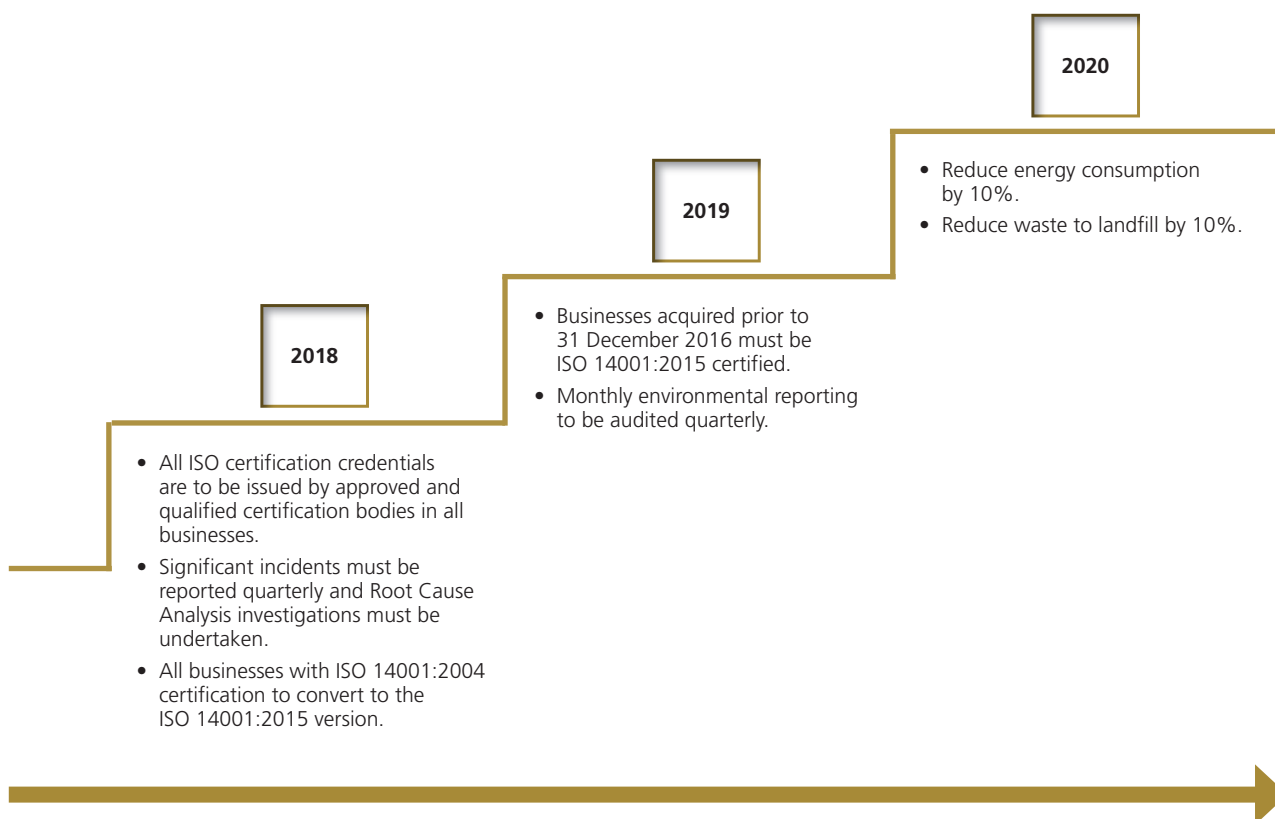 2018
• All ISO certification credentials
are to be issued by approved and
qualified certification bodies in all
businesses.
• Significant incidents must be
reported quarterly and Root Cause
Analysis investigations must be
undertaken.
• All businesses with ISO 14001:2004
certification to convert to the
ISO 14001:2015 version.
2019
• Businesses acquired prior to
31 December 2016 must be
ISO 14001:2015 certified.
• Monthly environmental reporting
to be audited quarterly.
2020
• Reduce energy consumption
by 10%.
• Reduce waste to landfill by 10%.